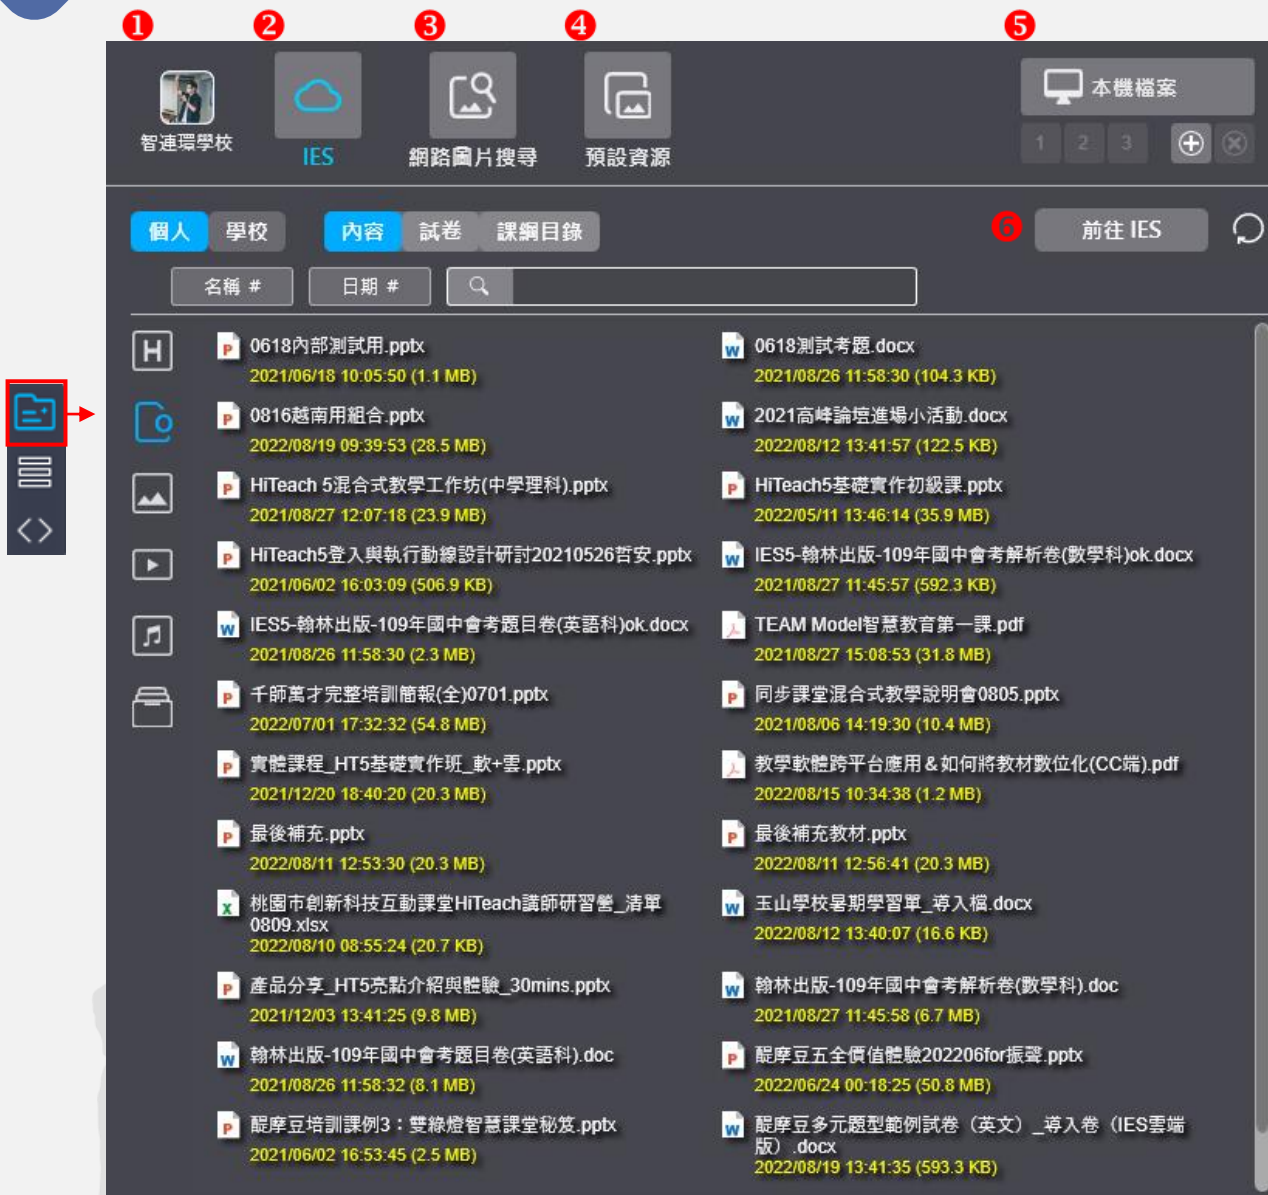 1 2 3 4 5
本機檔案
智連環學校 IES 網路圖片搜尋 預設資源
1 2 3
個人 學校 內容 試卷 課綱目錄 6 前往 IES
名稱 # 日期 #
0618內部測試用.pptx
2021/06/18 10:05:50 (1.1 MB)
0618測試考題.docx
2021/08/26 11:58:30 (104.3 KB)
0816越南用組合.pptx
2022/08/19 09:39:53 (28.5 MB)
2021高峰論壇進場小活動.docx
2022/08/12 13:41:57 (122.5 KB)
HiTeach 5混合式教學工作坊(中學理科).pptx
2021/08/27 12:07:18 (23.9 MB)
HiTeach5基礎實作初級課.pptx
2022/05/11 13:46:14 (35.9 MB)
HiTeach5登入與執行動線設計研討20210526哲安.pptx
2021/06/02 16:03:09 (506.9 KB)
IES5-翰林出版-109年國中會考解析卷(數學科)ok.docx
2021/08/27 11:45:57 (592.3 KB)
IES5-翰林出版-109年國中會考題目卷(英語科)ok.docx
2021/08/26 11:58:30 (2.3 MB)
TEAM Model智慧教育第一課.pdf
2021/08/27 15:08:53 (31.8 MB)
千師萬才完整培訓簡報(全)0701.pptx
2022/07/01 17:32:32 (54.8 MB)
同步課堂混合式教學說明會0805.pptx
2021/08/06 14:19:30 (10.4 MB)
實體課程_HT5基礎實作班_軟+雲.pptx
2021/12/20 18:40:20 (20.3 MB)
教學軟體跨平台應用＆如何將教材數位化(CC端).pdf
2022/08/15 10:34:38 (1.2 MB)
最後補充.pptx
2022/08/11 12:53:30 (20.3 MB)
最後補充教材.pptx
2022/08/11 12:56:41 (20.3 MB)
桃園市創新科技互動課堂HiTeach講師研習營_清單
0809.xlsx
2022/08/10 08:55:24 (20.7 KB)
玉山學校暑期學習單_導入檔.docx
2022/08/12 13:40:07 (16.6 KB)
產品分享_HT5亮點介紹與體驗_30mins.pptx
2021/12/03 13:41:25 (9.8 MB)
翰林出版-109年國中會考解析卷(數學科).doc
2021/08/27 11:45:58 (6.7 MB)
翰林出版-109年國中會考題目卷(英語科).doc
2021/08/26 11:58:32 (8.1 MB)
醍摩豆五全價值體驗202206for振聲.pptx
2022/06/24 00:18:25 (50.8 MB)
醍摩豆培訓課例3：雙綠燈智慧課堂秘笈.pptx
2021/06/02 16:53:45 (2.5 MB)
醍摩豆多元題型範例試卷（英文）_導入卷（IES雲端
版）.docx
2022/08/19 13:41:35 (593.3 KB)